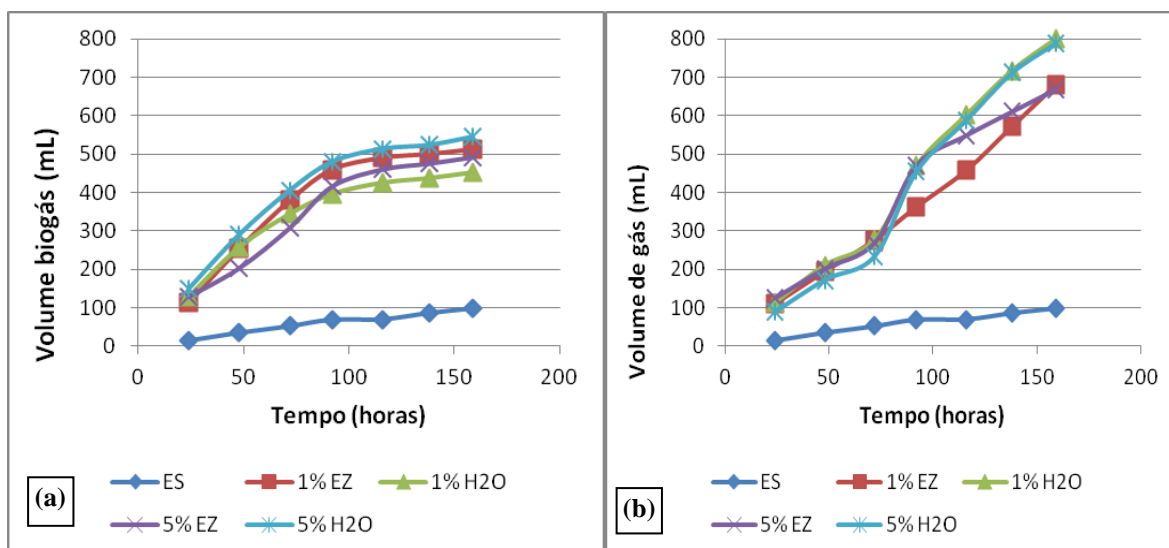 Volume biogás (mL)
800
700
600
500
400
300
200
100
0
0 50 100 150 200
Tempo (horas)
ES 1% EZ 1% H2O
5% EZ 5% H2O
(a)
Volume de gás (mL)
800
700
600
500
400
300
200
100
0
0 50 100 150 200
Tempo (horas)
ES 1% EZ 1% H2O
5% EZ 5% H2O
(b)